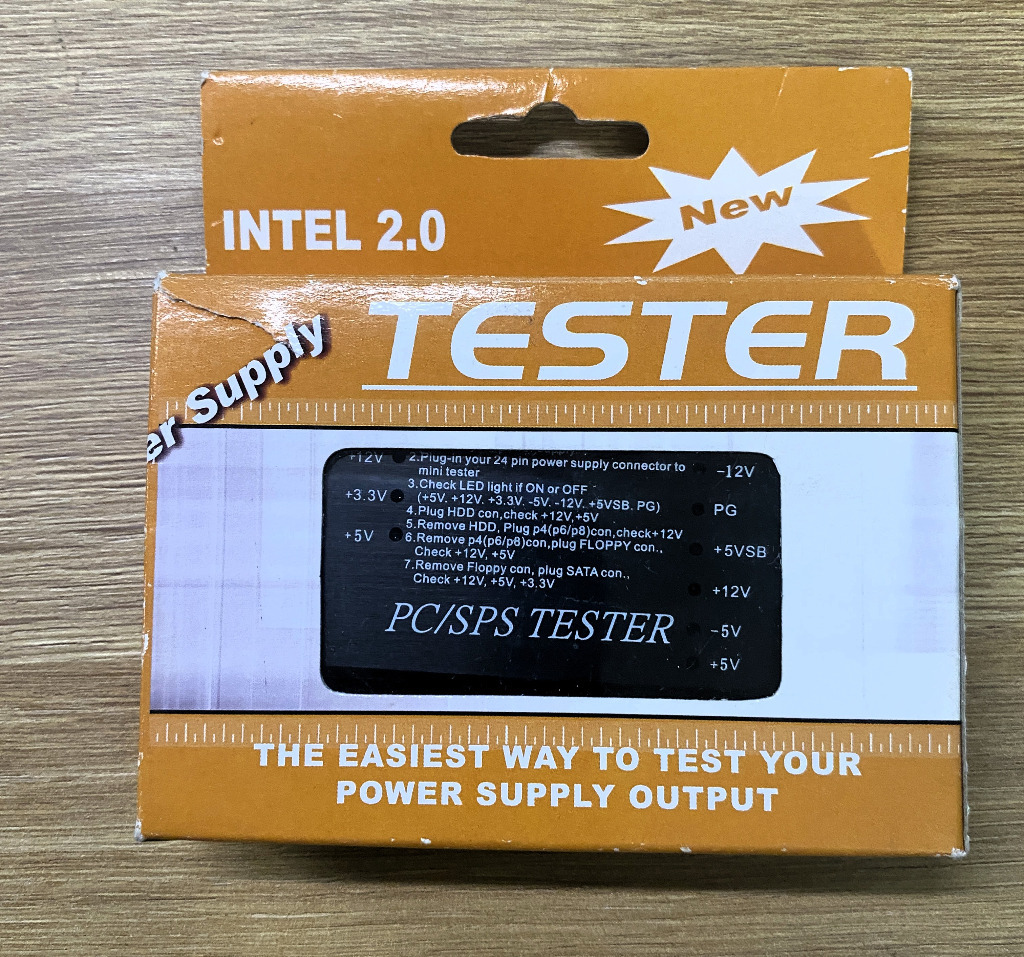 INTEL 2.0
New
TESTER
er Supply
+12V
+3.3V
+5V
2.Plug-in your 24 pin power supply connector to
mini tester
3.Check LED light if ON or OFF
(+5V. +12V. +3.3V. -5V. -12V. +5VSB. PG)
4.Plug HDD con,check +12V,+5V
5.Remove HDD, Plug p4(p6/p8)con,check+12V
6.Remove p4(p6/p8)con,plug FLOPPY con.,
Check +12V, +5V
7.Remove Floppy con, plug SATA con.,
Check +12V, +5V, +3.3V
PC/SPS TESTER
-12V
PG
+5VSB
+12V
-5V
+5V
THE EASIEST WAY TO TEST YOUR
POWER SUPPLY OUTPUT